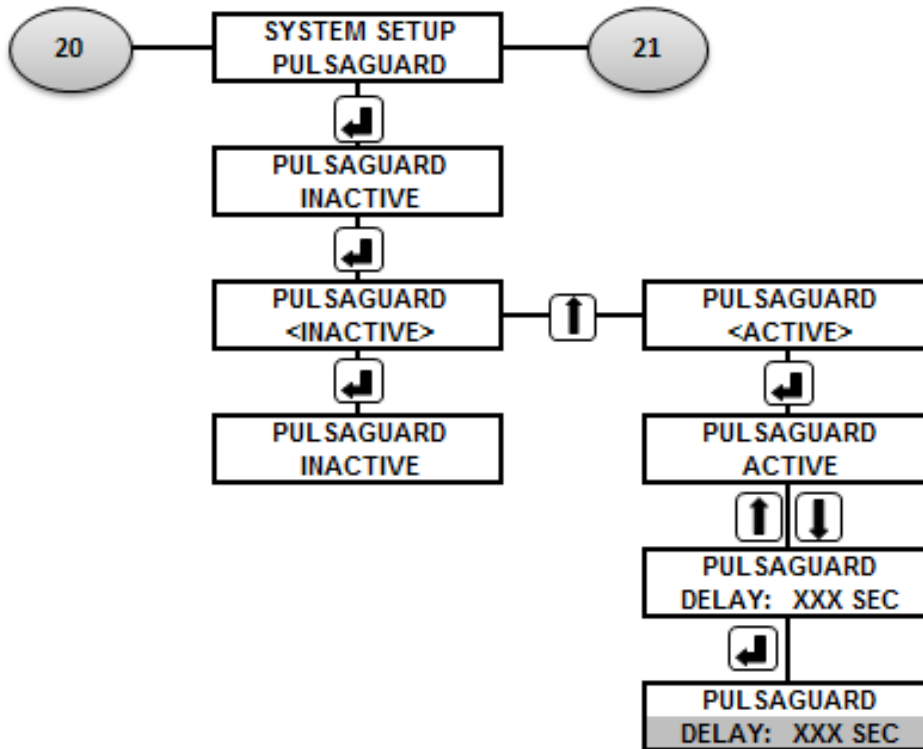 20
SYSTEM SETUP
PULSAGUARD
21
PULSAGUARD
INACTIVE
PULSAGUARD
<INACTIVE>
PULSAGUARD
<ACTIVE>
PULSAGUARD
INACTIVE
PULSAGUARD
ACTIVE
PULSAGUARD
DELAY: XXX SEC
PULSAGUARD
DELAY: XXX SEC